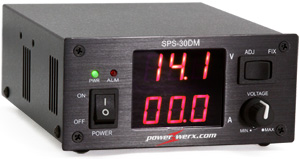 SPS-30DM
PWR ALM
14.1 V
ADJ FIX
ON
OFF
POWER
00.0 A
VOLTAGE
MIN MAX
powerwerx.com